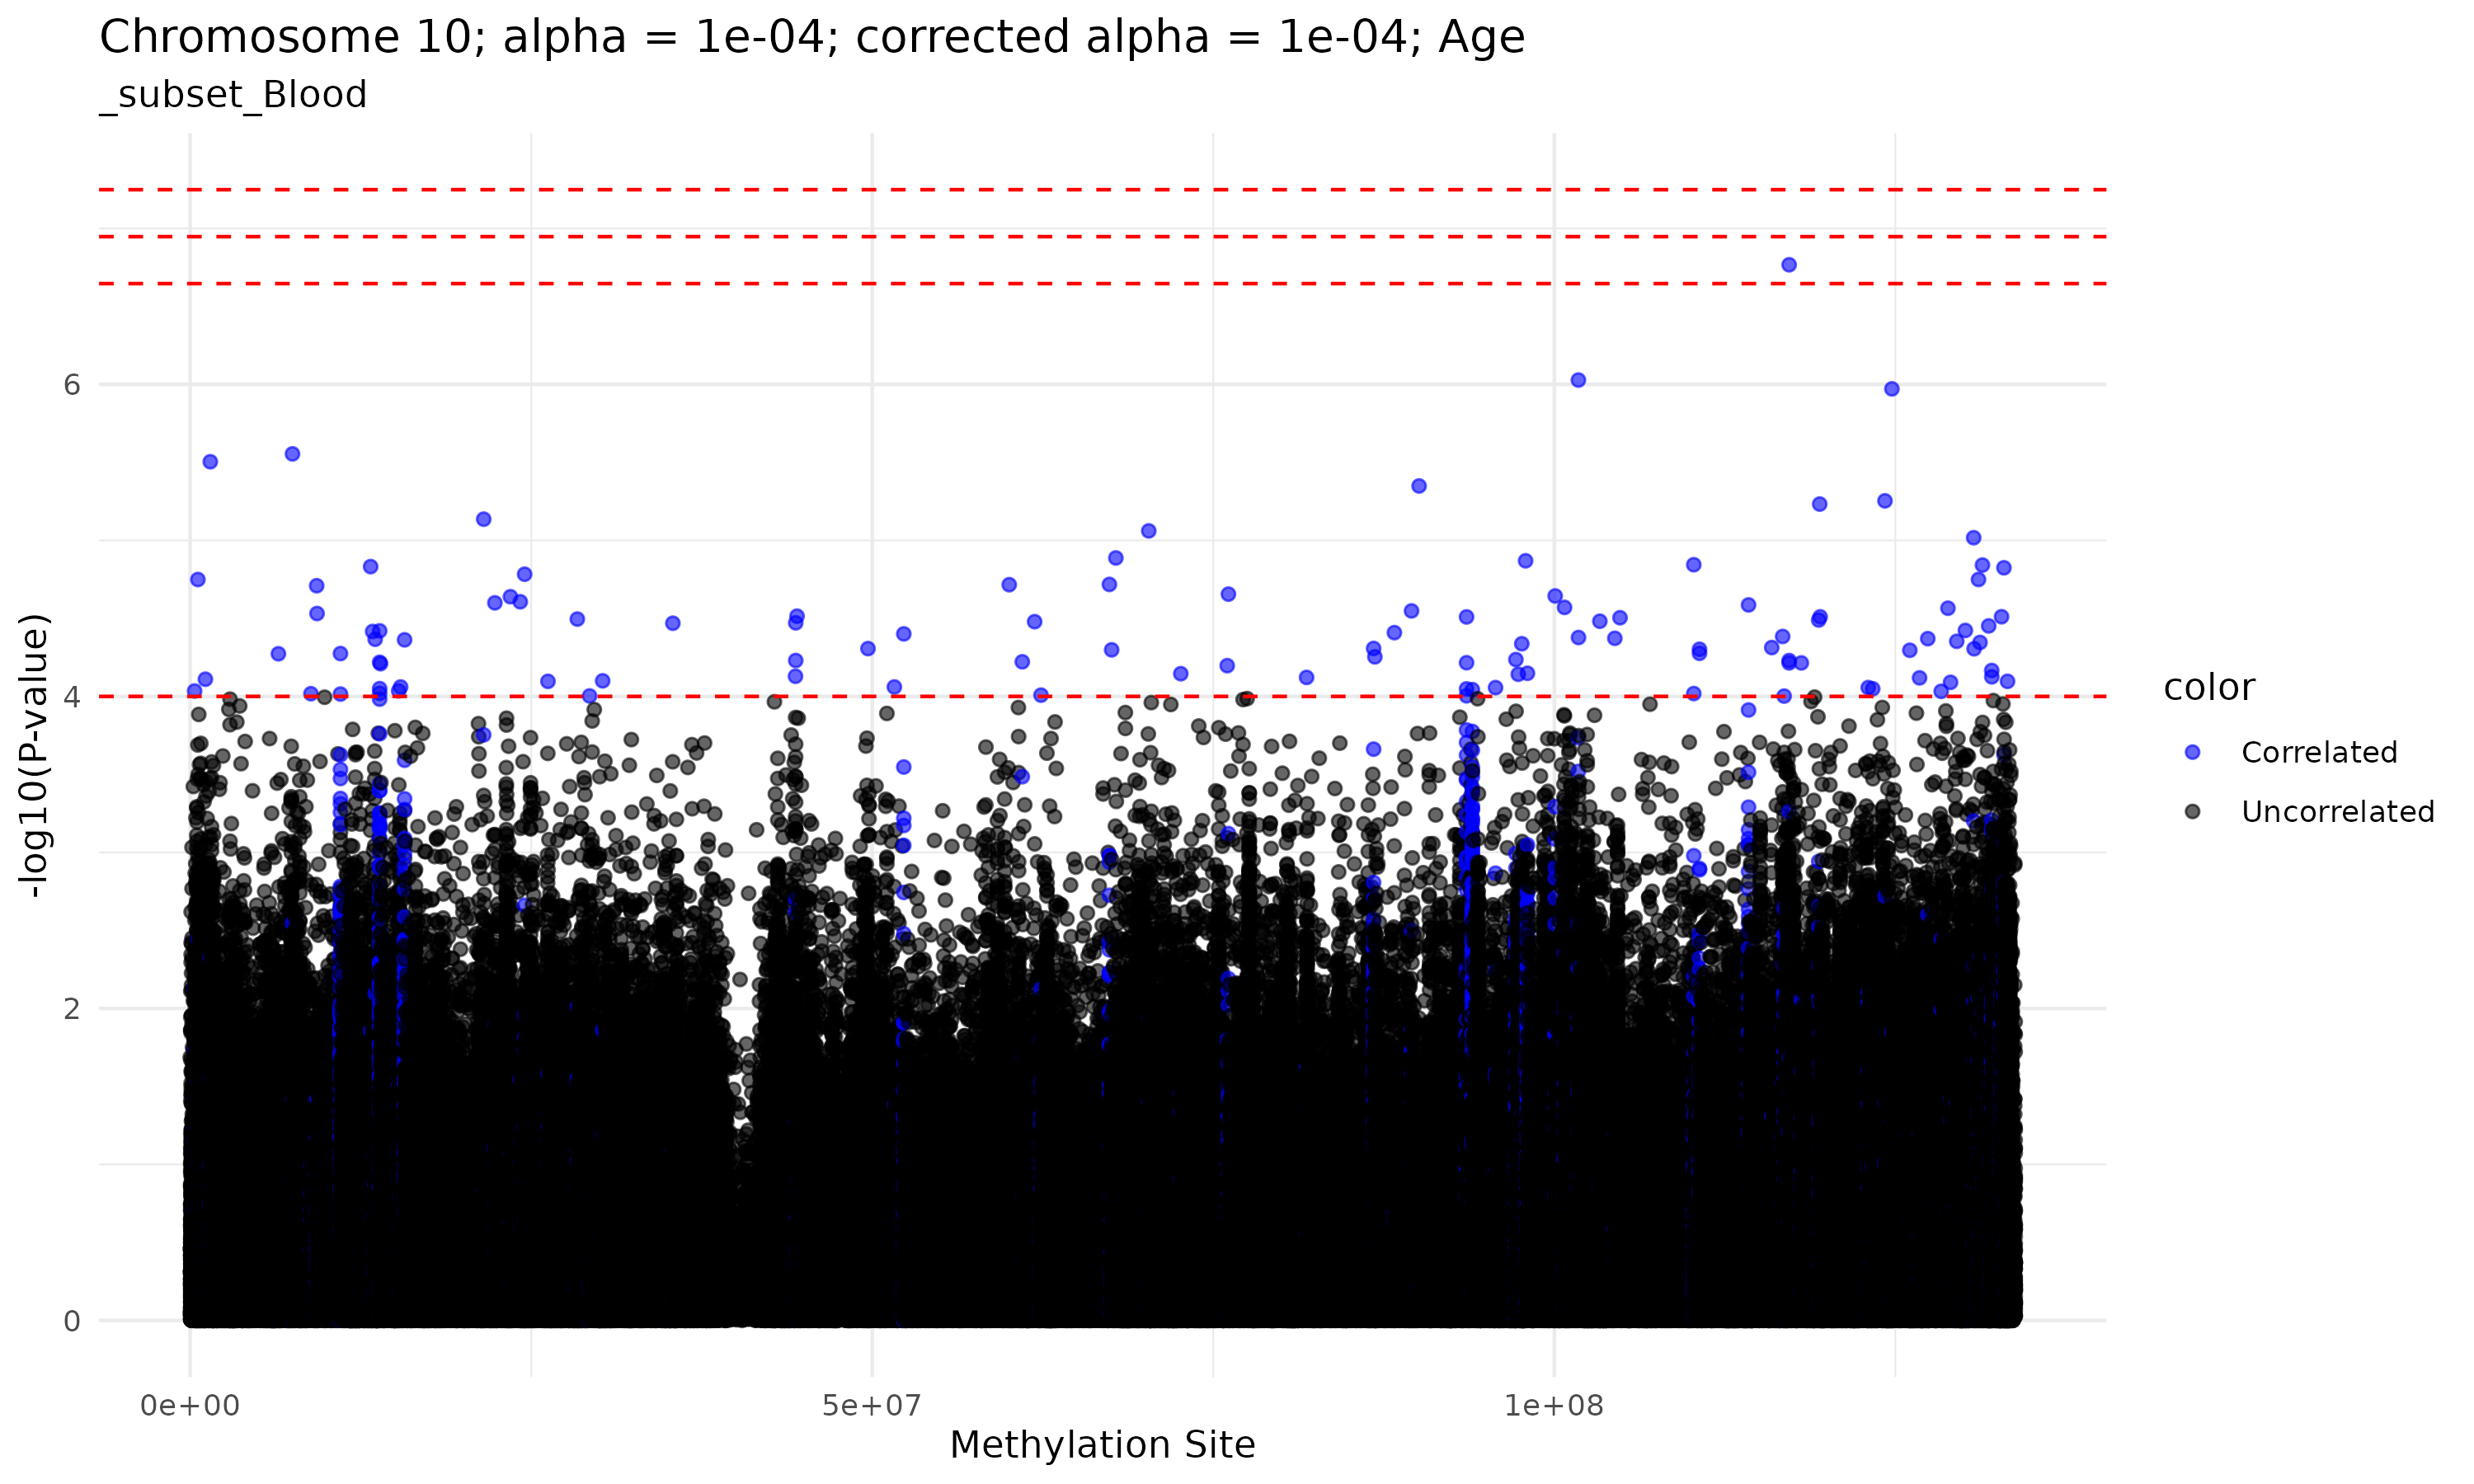 Chromosome 10; alpha = 1e-04; corrected alpha = 1e-04; Age
_subset_Blood
6
4
2
0
-log10(P-value)
0e+00
5e+07
1e+08
Methylation Site
color
Correlated
Uncorrelated